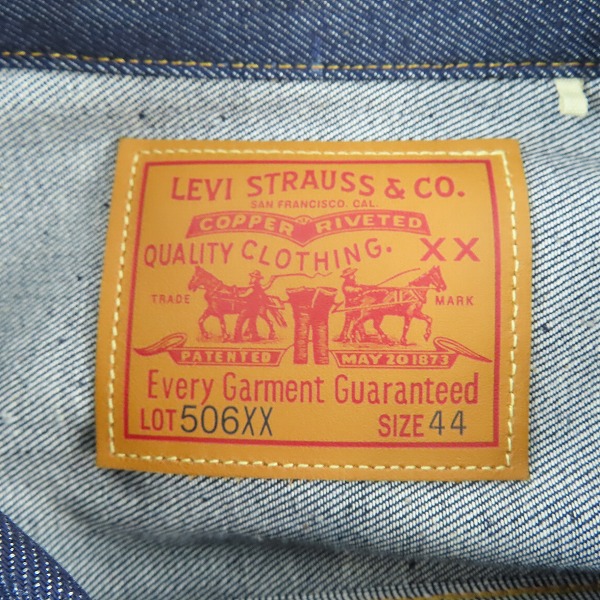 LEVI STRAUSS & CO.
SAN FRANCISCO. CAL.
COPPER RIVETED
QUALITY CLOTHING. XX
TRADE MARK
PATENTED MAY 20 1873
Every Garment Guaranteed
LOT 506XX SIZE 44